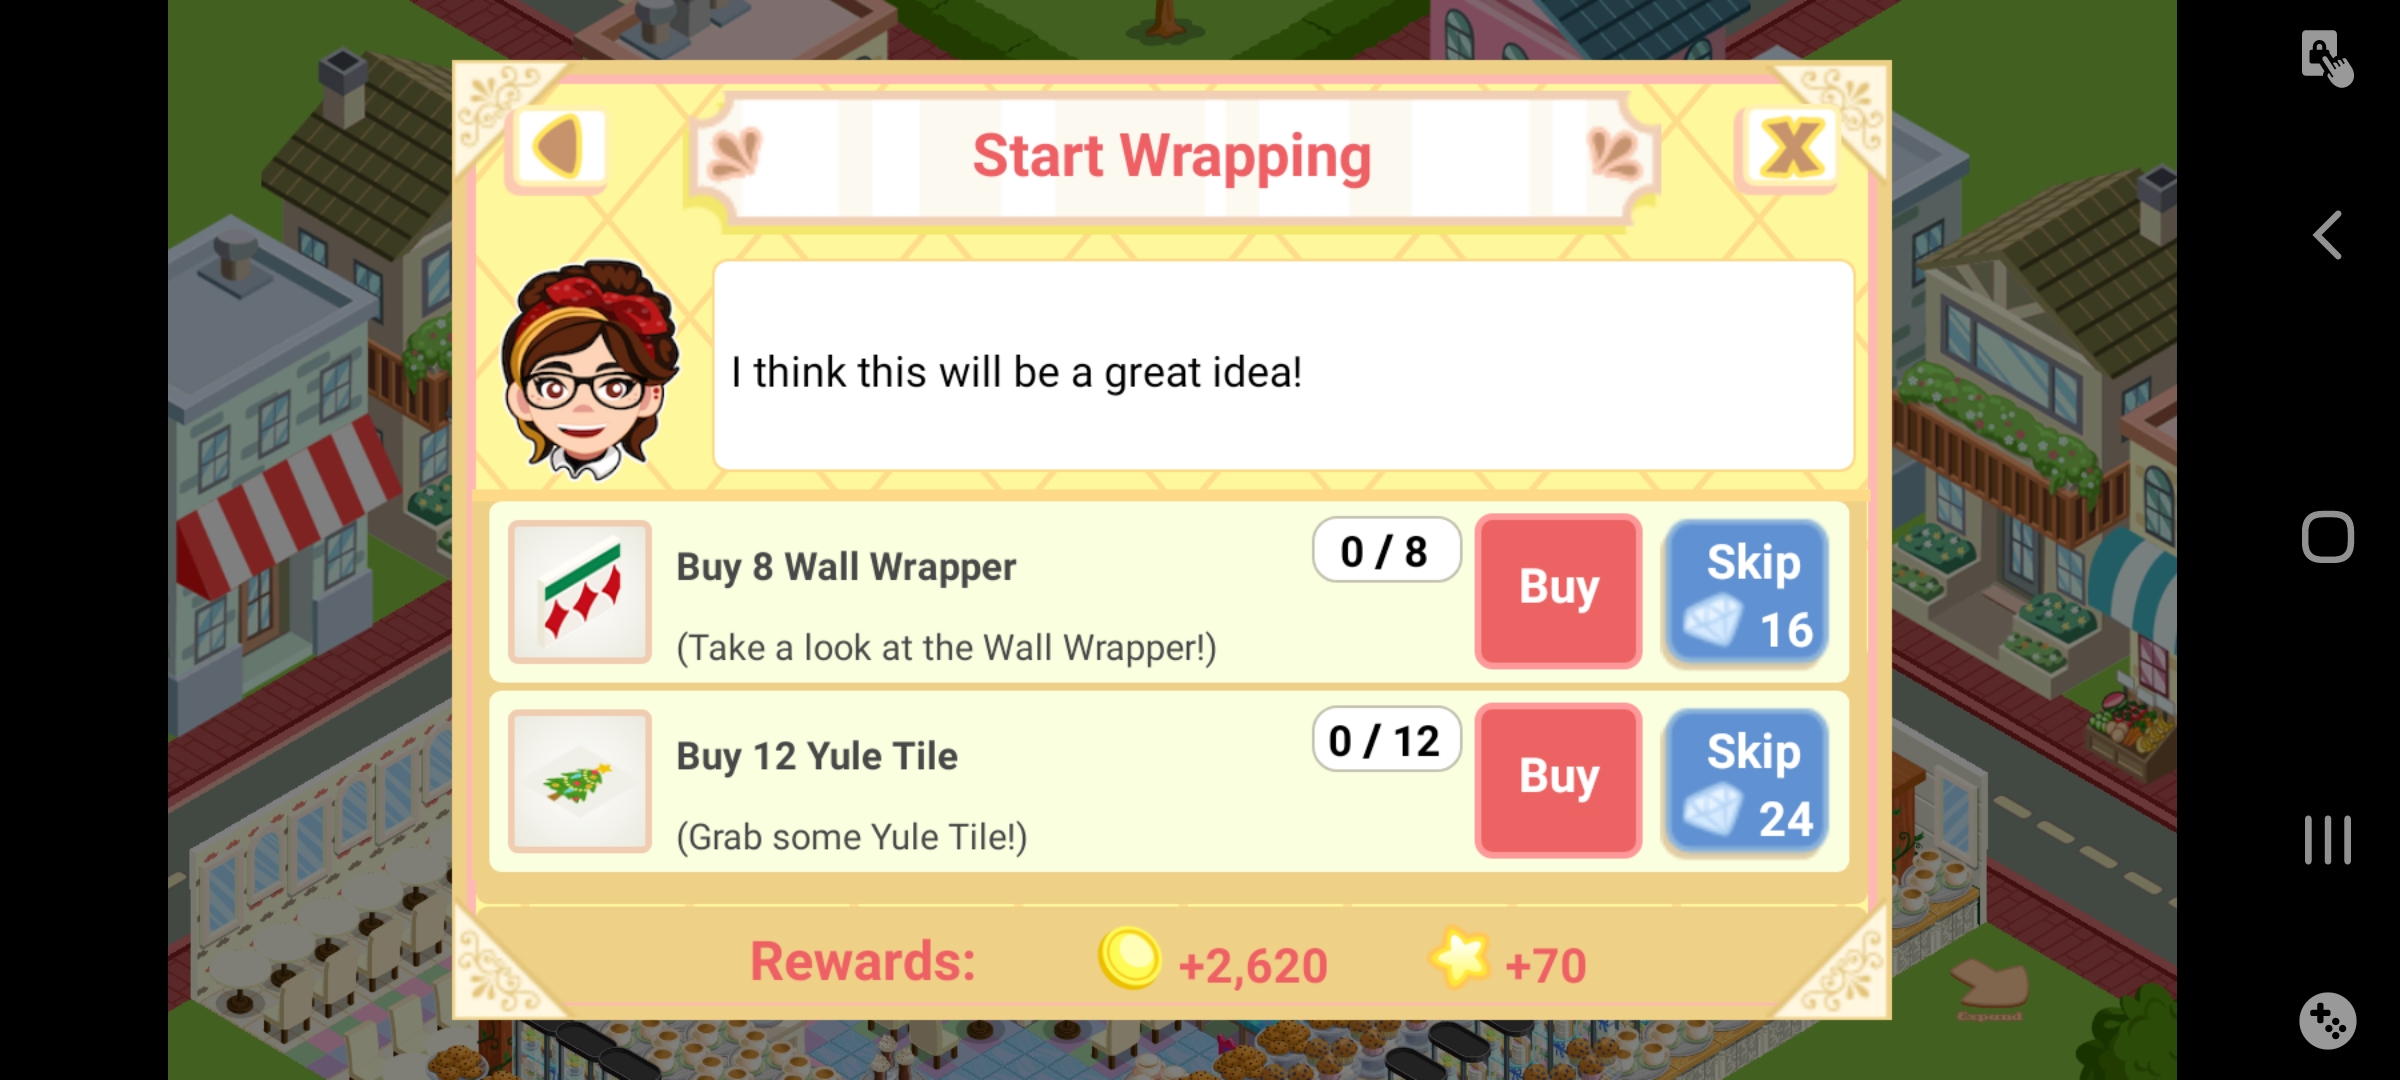 Start Wrapping
I think this will be a great idea!
Buy 8 Wall Wrapper
0 / 8
Buy
Skip
16
(Take a look at the Wall Wrapper!)
Buy 12 Yule Tile
0 / 12
Buy
Skip
24
(Grab some Yule Tile!)
Rewards: +2,620 +70
Expand